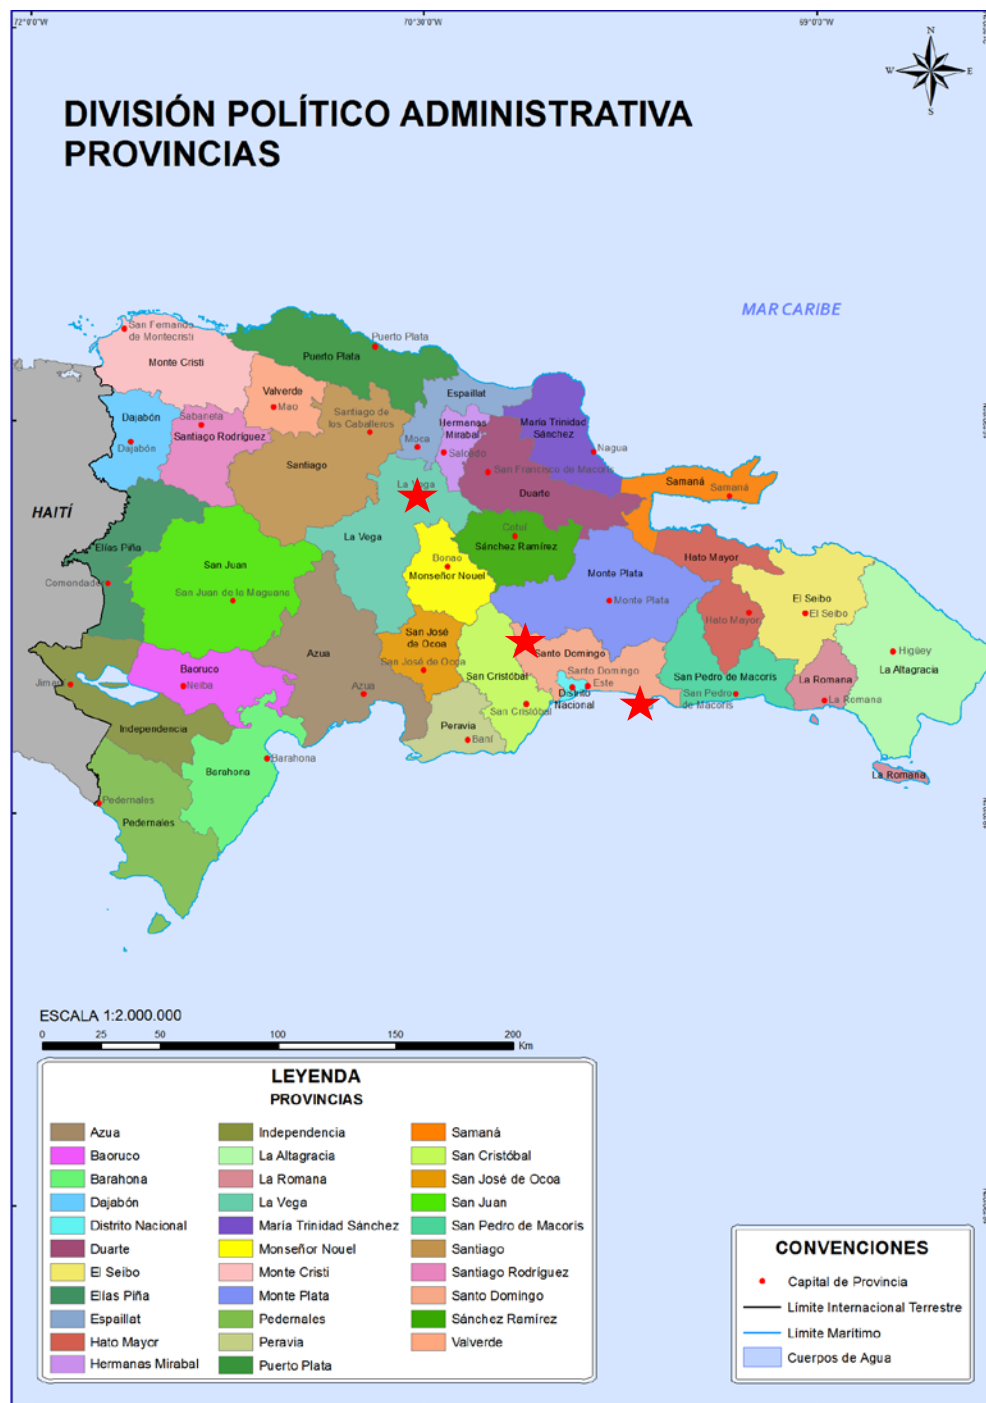 72°0'0"W
70°30'0"W
69°0'0"W
N
W
E
S
DIVISIÓN POLÍTICO ADMINISTRATIVA
PROVINCIAS
MAR CARIBE
San Fernando
de Montecristi
Puerto Plata
Puerto Plata
Monte Cristi
Valverde
Espaillat
Mao
Santiago de
los Caballeros
Dajabón
Sabaneta
Santiago Rodríguez
Hermanas
Mirabal
María Trinidad
Sánchez
Dajabón
Moca
Salcedo
Nagua
Santiago
San Francisco de Macorís
La Vega
Duarte
Samaná
Samaná
HAITÍ
Elías Piña
La Vega
Cotuí
Sánchez Ramírez
Bonao
Monseñor Nouel
Hato Mayor
San Juan
Monte Plata
Comendador
San Juan de la Maguana
Monte Plata
El Seibo
Hato Mayor
El Seibo
San José
de Ocoa
Azua
Santo Domingo
Higüey
La Altagracia
Baoruco
San José de Ocoa
San Cristóbal
Santo Domingo
Este
San Pedro de Macorís
La Romana
Jimaní
Neiba
Azua
Distrito
Nacional
San Pedro
de Macorís
La Romana
San Cristóbal
Independencia
Peravia
Baní
Barahona
Barahona
La Romana
Pedernales
Pedernales
ESCALA 1:2.000.000
0 25 50 100 150 200
Km
LEYENDA
PROVINCIAS
Azua
Baoruco
Barahona
Dajabón
Distrito Nacional
Duarte
El Seibo
Elías Piña
Espaillat
Hato Mayor
Hermanas Mirabal
Independencia
La Altagracia
La Romana
La Vega
María Trinidad Sánchez
Monseñor Nouel
Monte Cristi
Monte Plata
Pedernales
Peravia
Puerto Plata
Samaná
San Cristóbal
San José de Ocoa
San Juan
San Pedro de Macorís
Santiago
Santiago Rodríguez
Santo Domingo
Sánchez Ramírez
Valverde
CONVENCIONES
Capital de Provincia
Límite Internacional Terrestre
Límite Marítimo
Cuerpos de Agua